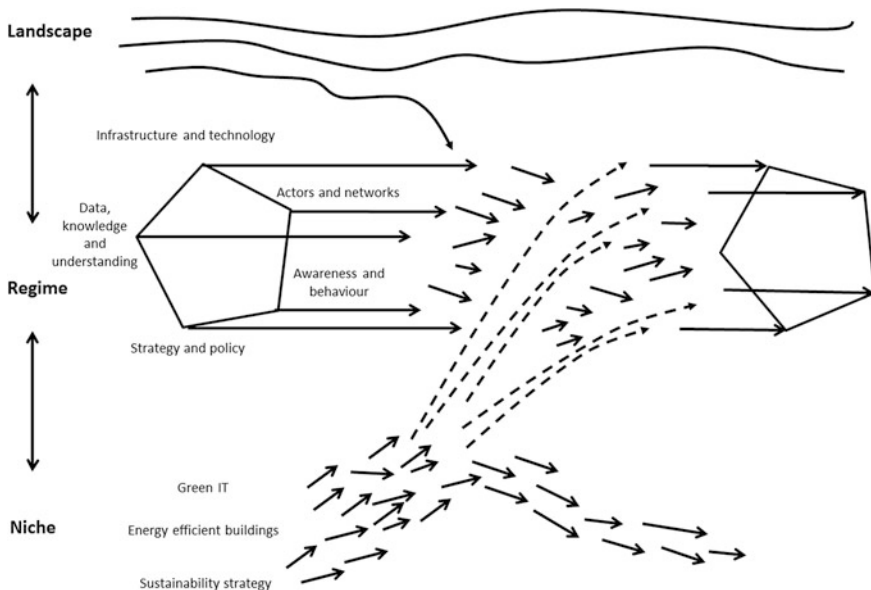 Landscape
Infrastructure and technology
Actors and networks
Data,
knowledge
and
understanding
Awareness and
behaviour
Regime
Strategy and policy
Green IT
Niche
Energy efficient buildings
Sustainability strategy